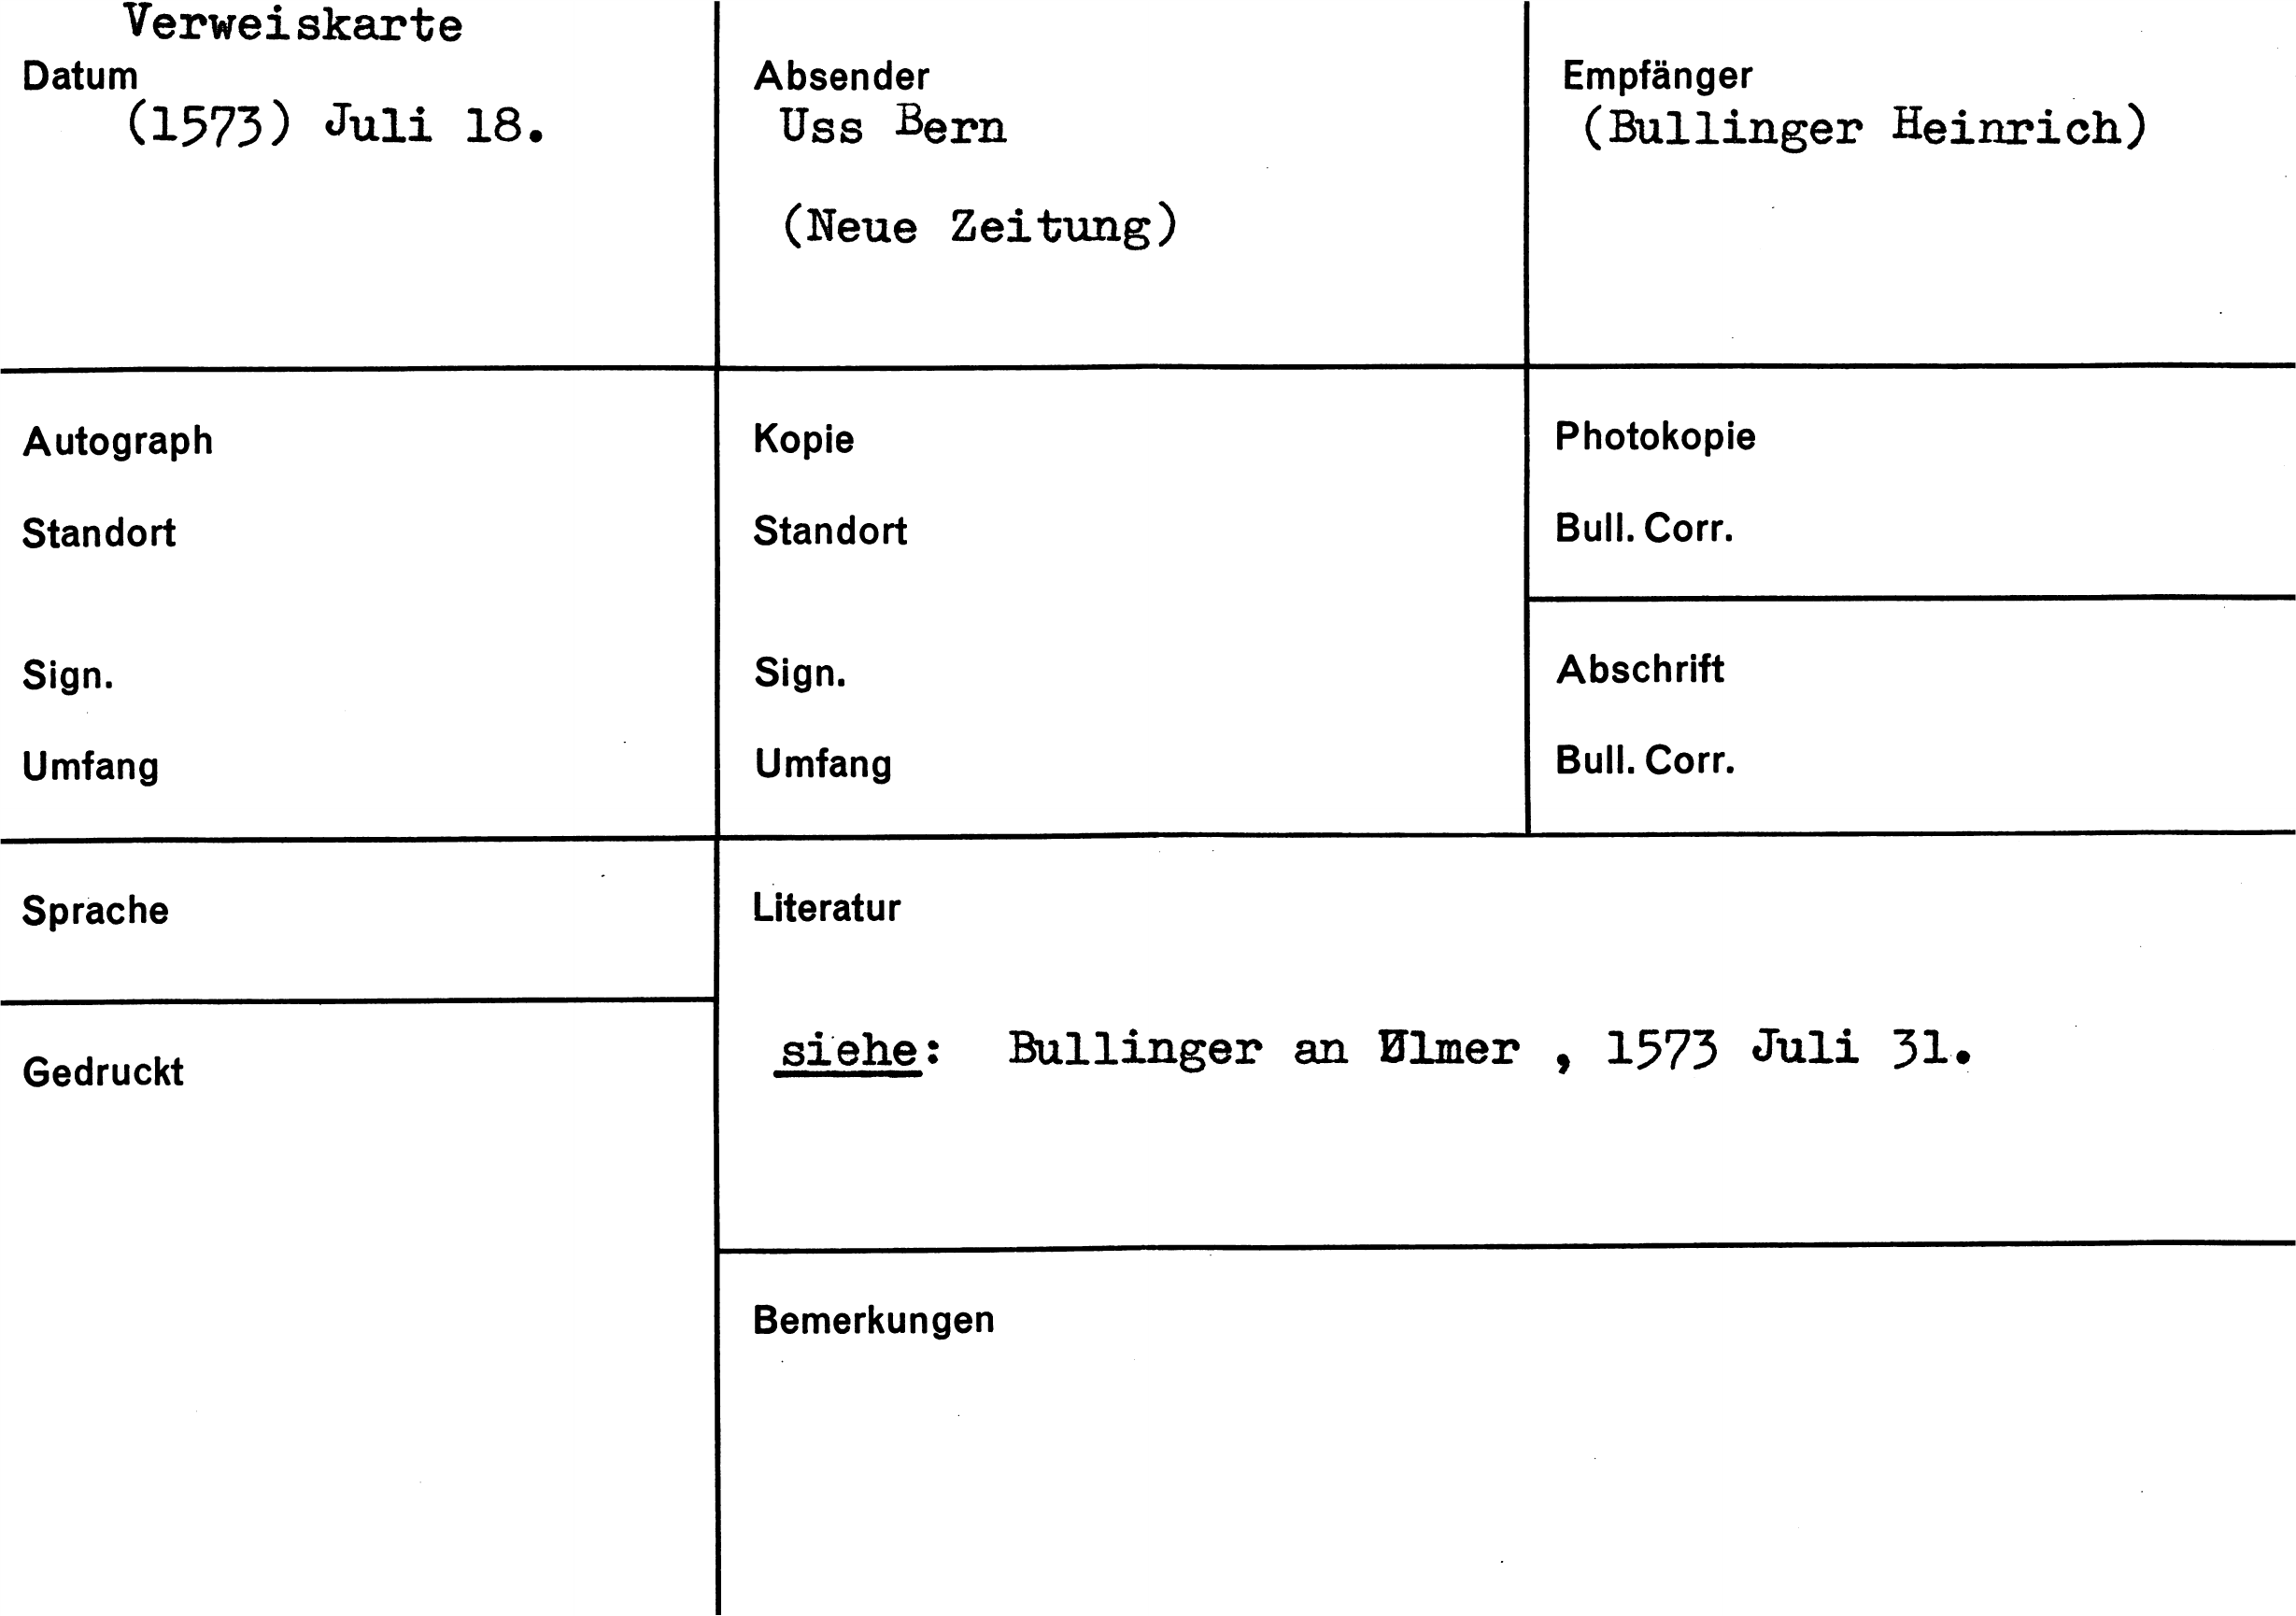 Verweiskarte
Datum
(1573) Juli 18.
Absender
Uss Bern
(Neue Zeitung)
Empfänger
(Bullinger Heinrich)
Autograph
Standort
Sign.
Umfang
Kopie
Standort
Sign.
Umfang
Photokopie
Bull. Corr.
Abschrift
Bull. Corr.
Sprache
Gedruckt
Literatur
siehe: Bullinger an Ulmer , 1573 Juli 31.
Bemerkungen